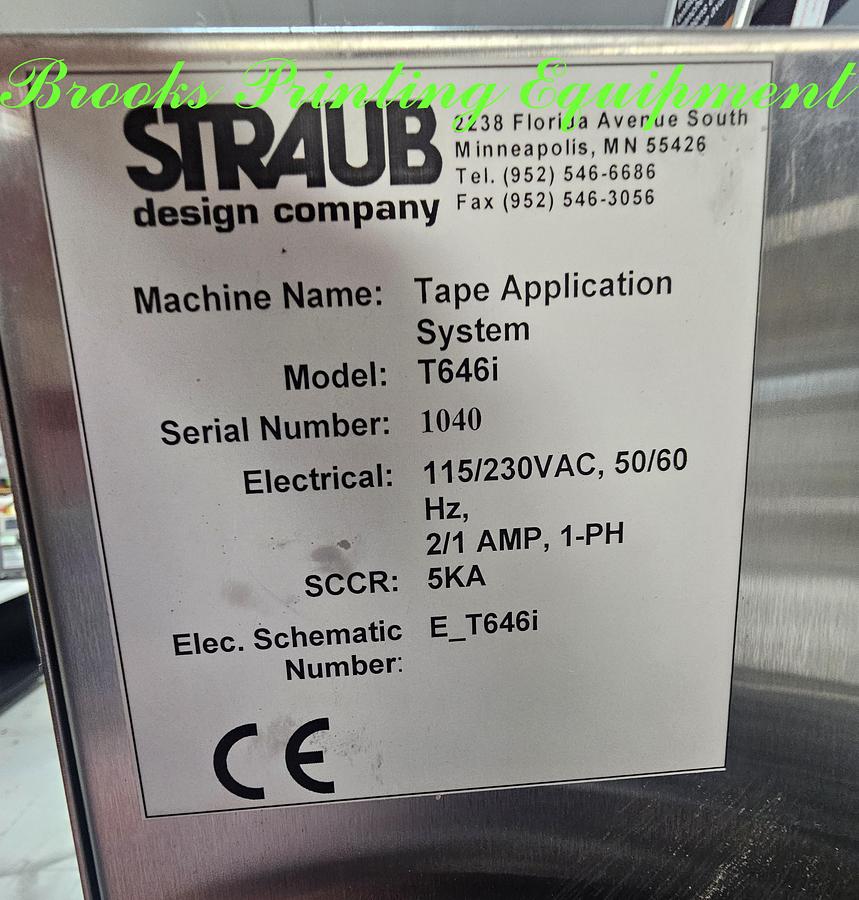 Brooks Printing Equipment
STRAUB
design company
2238 Florida Avenue South
Minneapolis, MN 55426
Tel. (952) 546-6686
Fax (952) 546-3056
Machine Name: Tape Application
System
Model: T646i
Serial Number: 1040
Electrical: 115/230VAC, 50/60
Hz,
2/1 AMP, 1-PH
SCCR: 5KA
Elec. Schematic E_T646i
Number:
CE